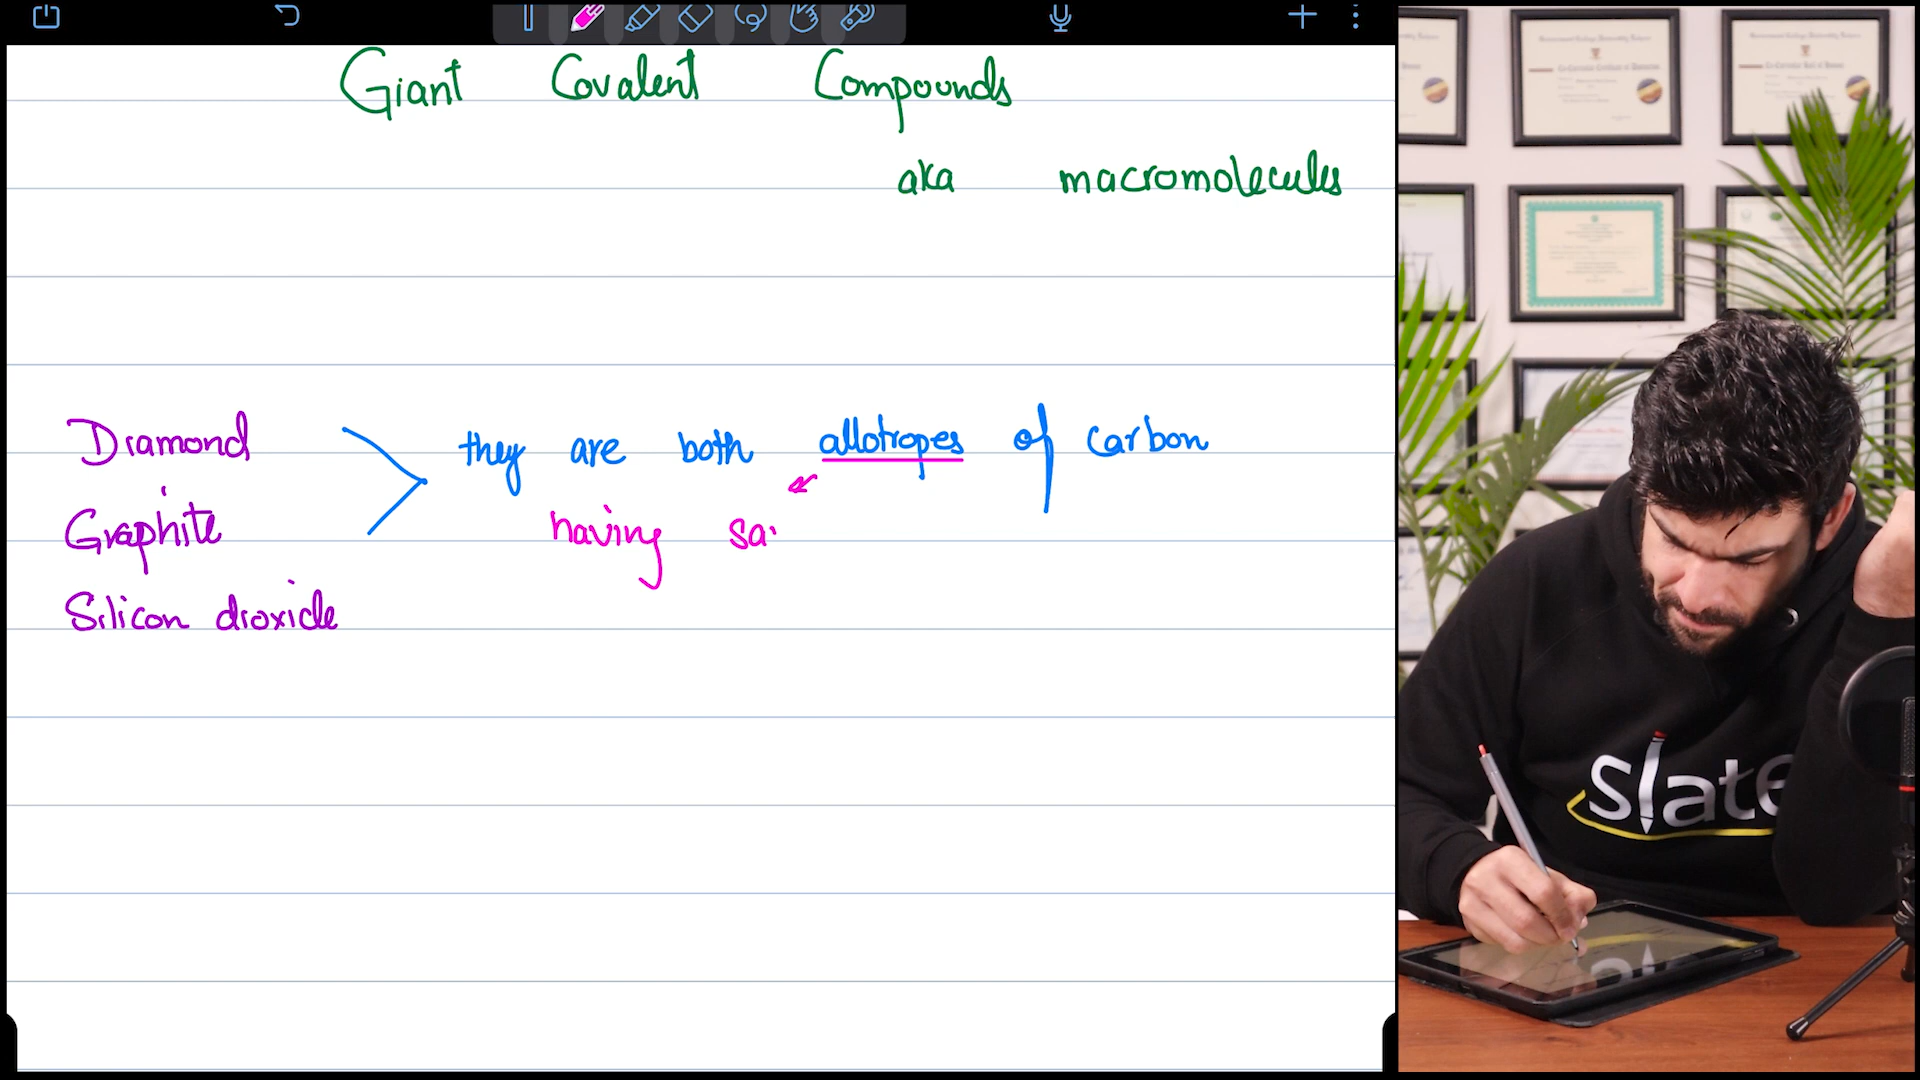 Giant Covalent Compounds
aka macromolecules
Diamond
they are both allotropes of carbon
Graphite
having sa
Silicon dioxide
slate